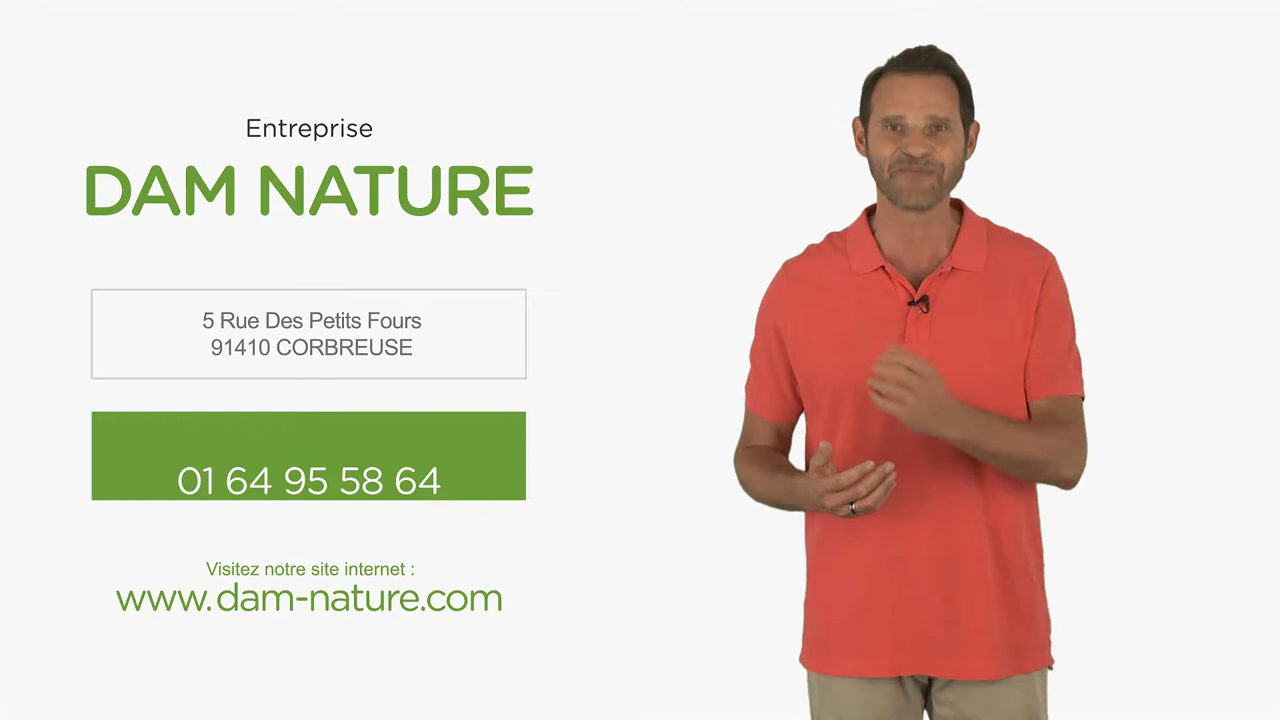 Entreprise
DAM NATURE
5 Rue Des Petits Fours
91410 CORBREUSE
01 64 95 58 64
Visitez notre site internet :
www.dam-nature.com